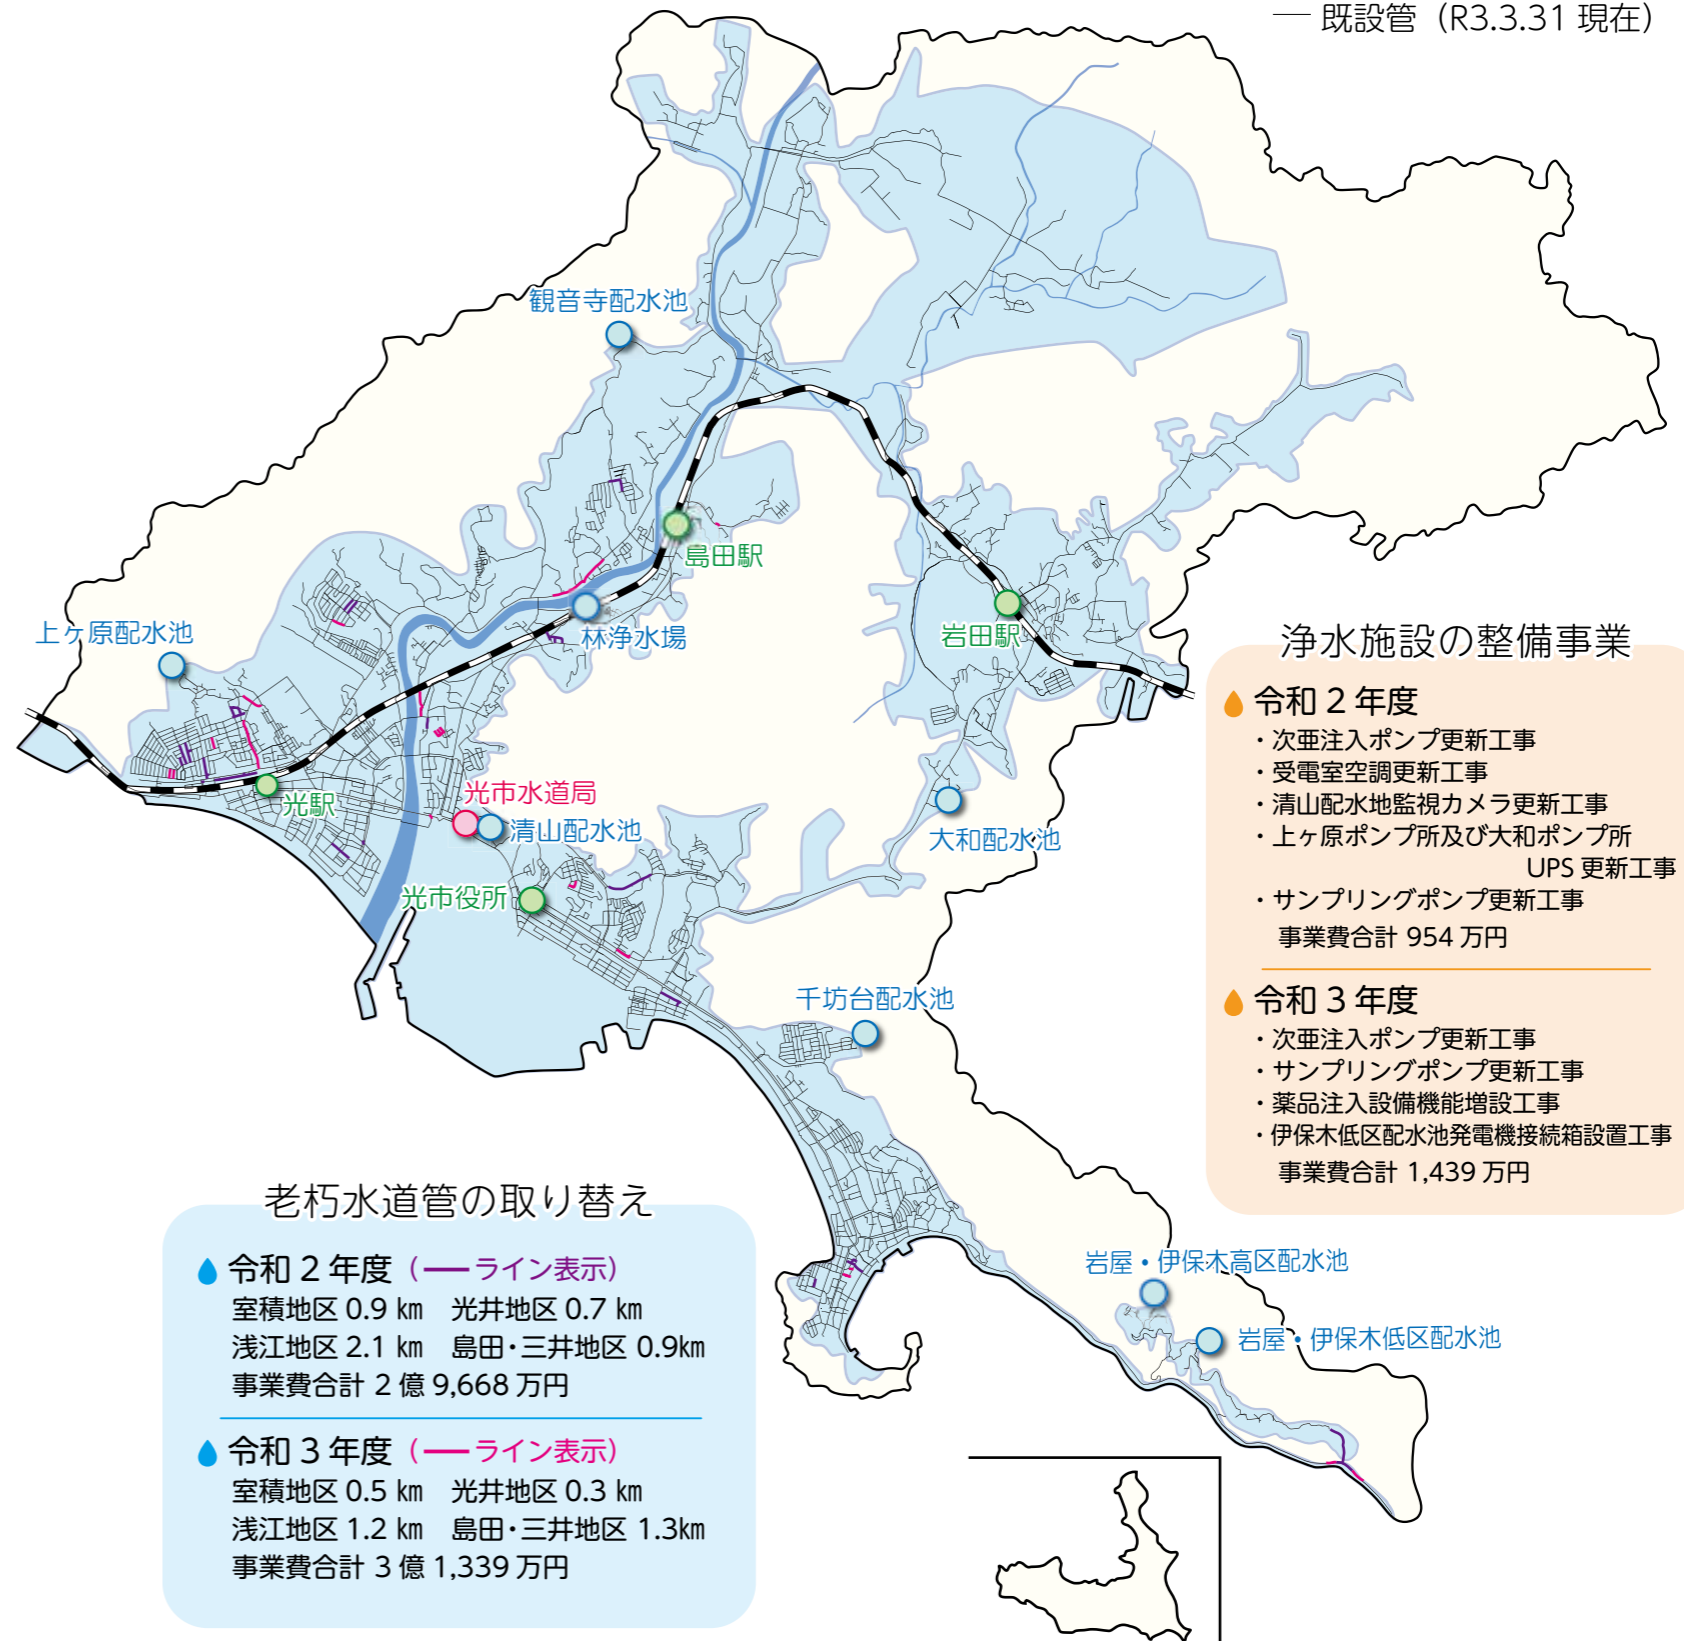 ― 既設管（R3.3.31 現在）
観音寺配水池
島田駅
林浄水場
上ヶ原配水池
岩田駅
光駅
光市水道局
清山配水池
大和配水池
光市役所
千坊台配水池
岩屋・伊保木高区配水池
岩屋・伊保木低区配水池
浄水施設の整備事業
令和 2 年度
・次亜注入ポンプ更新工事
・受電室空調更新工事
・清山配水地監視カメラ更新工事
・上ヶ原ポンプ所及び大和ポンプ所
UPS 更新工事
・サンプリングポンプ更新工事
事業費合計 954 万円
令和 3 年度
・次亜注入ポンプ更新工事
・サンプリングポンプ更新工事
・薬品注入設備機能増設工事
・伊保木低区配水池発電機接続箱設置工事
事業費合計 1,439 万円
老朽水道管の取り替え
令和 2 年度（―ライン表示）
室積地区 0.9 ㎞　光井地区 0.7 ㎞
浅江地区 2.1 ㎞　島田・三井地区 0.9㎞
事業費合計 2 億 9,668 万円
令和 3 年度（―ライン表示）
室積地区 0.5 ㎞　光井地区 0.3 ㎞
浅江地区 1.2 ㎞　島田・三井地区 1.3㎞
事業費合計 3 億 1,339 万円